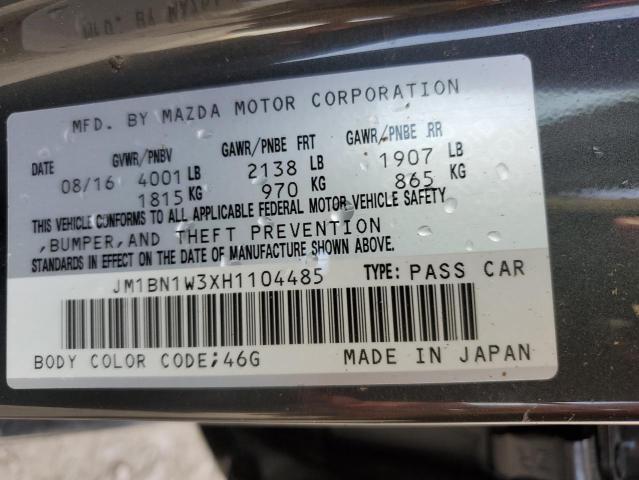 MFD. BY MAZDA MOTOR CORPORATION
DATE GVWR/PNBV GAWR/PNBE FRT GAWR/PNBE RR
08/16 4001 LB 2138 LB 1907 LB
1815 KG 970 KG 865 KG
THIS VEHICLE CONFORMS TO ALL APPLICABLE FEDERAL MOTOR VEHICLE SAFETY
,BUMPER,AND THEFT PREVENTION
STANDARDS IN EFFECT ON THE DATE OF MANUFACTURE SHOWN ABOVE.
JM1BN1W3XH1104485 TYPE: PASS CAR
BODY COLOR CODE;46G MADE IN JAPAN